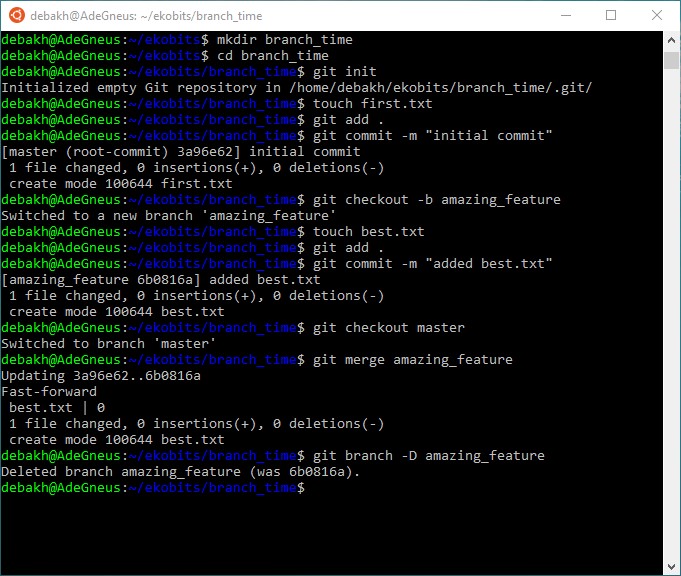 debakh@AdeGneus: ~/ekobits/branch_time
debakh@AdeGneus:~/ekobits$ mkdir branch_time
debakh@AdeGneus:~/ekobits$ cd branch_time
debakh@AdeGneus:~/ekobits/branch_time$ git init
Initialized empty Git repository in /home/debakh/ekobits/branch_time/.git/
debakh@AdeGneus:~/ekobits/branch_time$ touch first.txt
debakh@AdeGneus:~/ekobits/branch_time$ git add .
debakh@AdeGneus:~/ekobits/branch_time$ git commit -m "initial commit"
[master (root-commit) 3a96e62] initial commit
 1 file changed, 0 insertions(+), 0 deletions(-)
 create mode 100644 first.txt
debakh@AdeGneus:~/ekobits/branch_time$ git checkout -b amazing_feature
Switched to a new branch 'amazing_feature'
debakh@AdeGneus:~/ekobits/branch_time$ touch best.txt
debakh@AdeGneus:~/ekobits/branch_time$ git add .
debakh@AdeGneus:~/ekobits/branch_time$ git commit -m "added best.txt"
[amazing_feature 6b0816a] added best.txt
 1 file changed, 0 insertions(+), 0 deletions(-)
 create mode 100644 best.txt
debakh@AdeGneus:~/ekobits/branch_time$ git checkout master
Switched to branch 'master'
debakh@AdeGneus:~/ekobits/branch_time$ git merge amazing_feature
Updating 3a96e62..6b0816a
Fast-forward
 best.txt | 0
 1 file changed, 0 insertions(+), 0 deletions(-)
 create mode 100644 best.txt
debakh@AdeGneus:~/ekobits/branch_time$ git branch -D amazing_feature
Deleted branch amazing_feature (was 6b0816a).
debakh@AdeGneus:~/ekobits/branch_time$